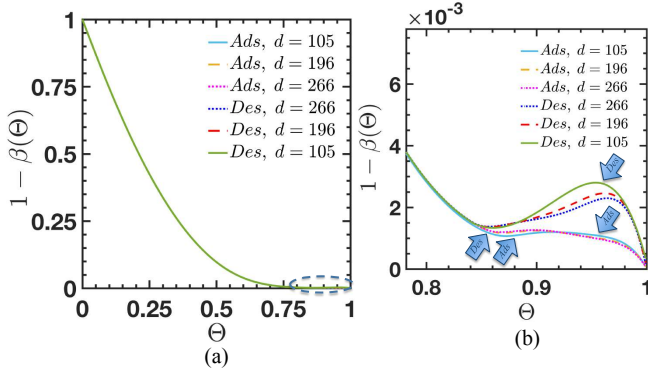 1
0.75
0.5
0.25
0
1 − β(Θ)
Ads, d = 105
Ads, d = 196
Ads, d = 266
Des, d = 266
Des, d = 196
Des, d = 105
0 0.25 0.5 0.75 1
Θ
(a)
×10⁻³
6
4
2
0
1 − β(Θ)
Ads, d = 105
Ads, d = 196
Ads, d = 266
Des, d = 266
Des, d = 196
Des, d = 105
Des
Ads
Des
Ads
0.8 0.9 1
Θ
(b)